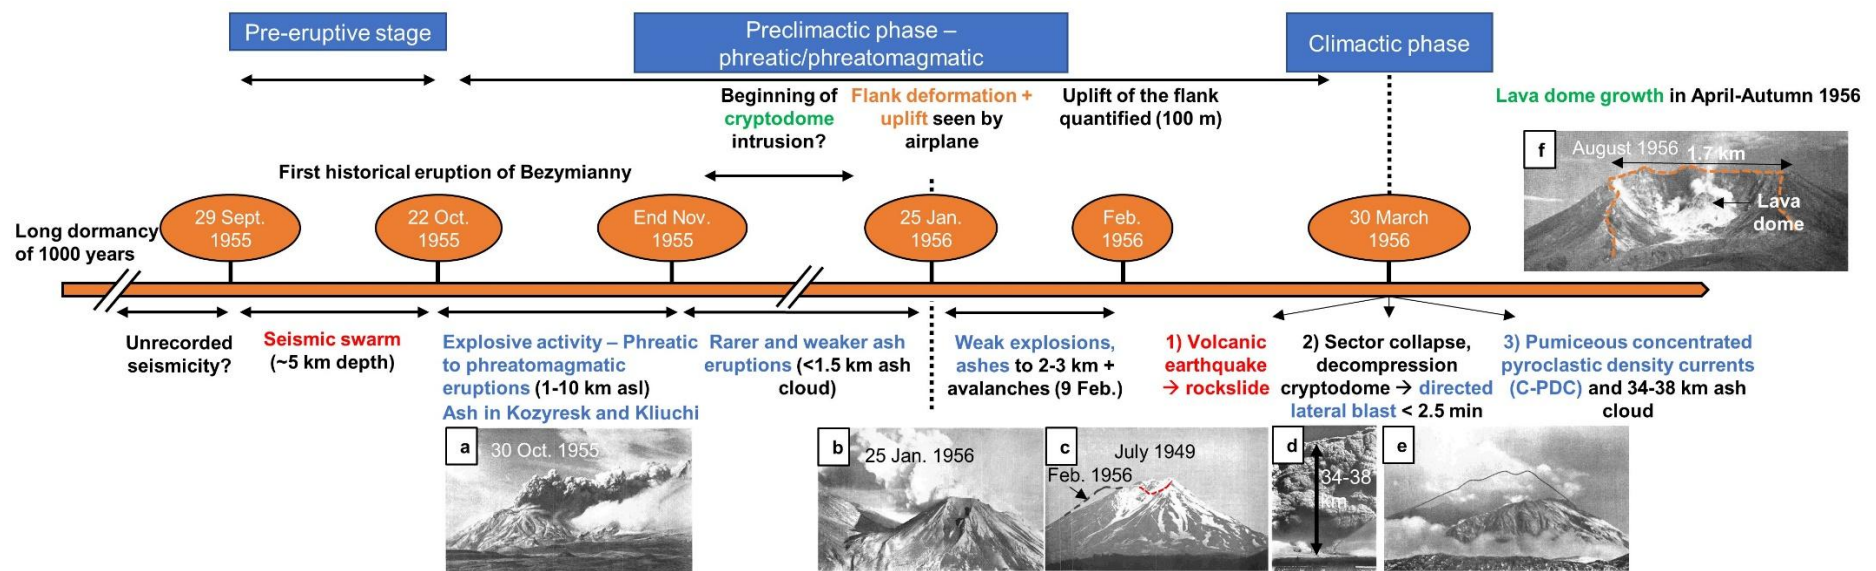 Pre-eruptive stage
Preclimactic phase –
phreatic/phreatomagmatic
Climactic phase
Beginning of
cryptodome
intrusion?
Flank deformation +
uplift seen by
airplane
Uplift of the flank
quantified (100 m)
Lava dome growth in April-Autumn 1956
First historical eruption of Bezymianny
Long dormancy
of 1000 years
29 Sept.
1955
22 Oct.
1955
End Nov.
1955
25 Jan.
1956
Feb.
1956
30 March
1956
f
August 1956
1.7 km
Lava
dome
Unrecorded
seismicity?
Seismic swarm
(~5 km depth)
Explosive activity – Phreatic
to phreatomagmatic
eruptions (1-10 km asl)
Ash in Kozyresk and Kliuchi
Rarer and weaker ash
eruptions (<1.5 km ash
cloud)
Weak explosions,
ashes to 2-3 km +
avalanches (9 Feb.)
1) Volcanic
earthquake
→ rockslide
2) Sector collapse,
decompression
cryptodome → directed
lateral blast < 2.5 min
3) Pumiceous concentrated
pyroclastic density currents
(C-PDC) and 34-38 km ash
cloud
a
30 Oct. 1955
b
25 Jan. 1956
c
July 1949
Feb. 1956
d
34-38
km
e